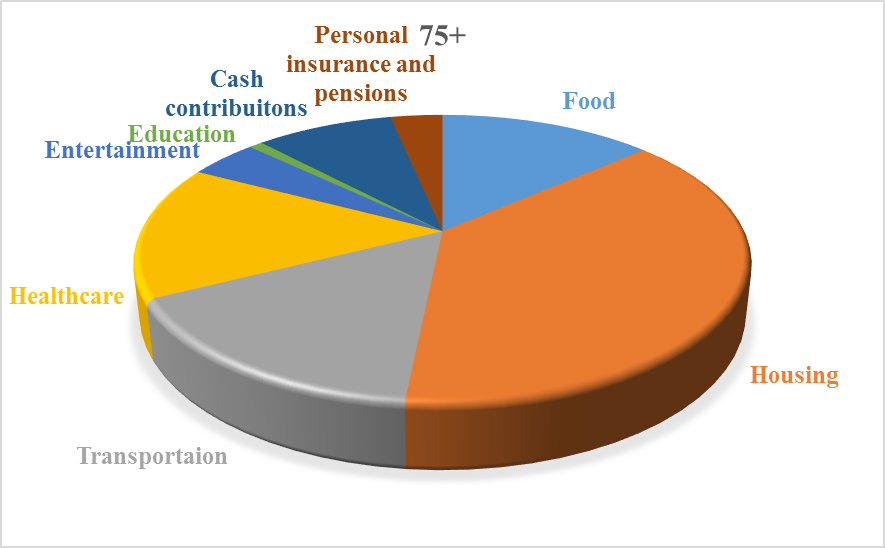 75+
Personal
insurance and
pensions
Cash
contribuitons
Education
Entertainment
Food
Healthcare
Housing
Transportaion